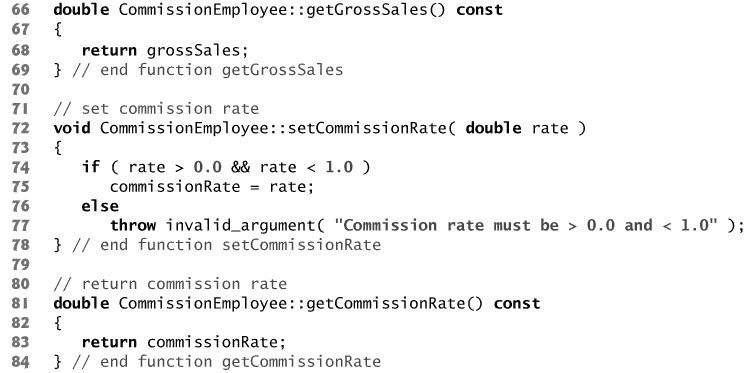 66 double CommissionEmployee::getGrossSales() const
67 {
68 return grossSales;
69 } // end function getGrossSales
70
71 // set commission rate
72 void CommissionEmployee::setCommissionRate( double rate )
73 {
74 if ( rate > 0.0 && rate < 1.0 )
75 commissionRate = rate;
76 else
77 throw invalid_argument( "Commission rate must be > 0.0 and < 1.0" );
78 } // end function setCommissionRate
79
80 // return commission rate
81 double CommissionEmployee::getCommissionRate() const
82 {
83 return commissionRate;
84 } // end function getCommissionRate